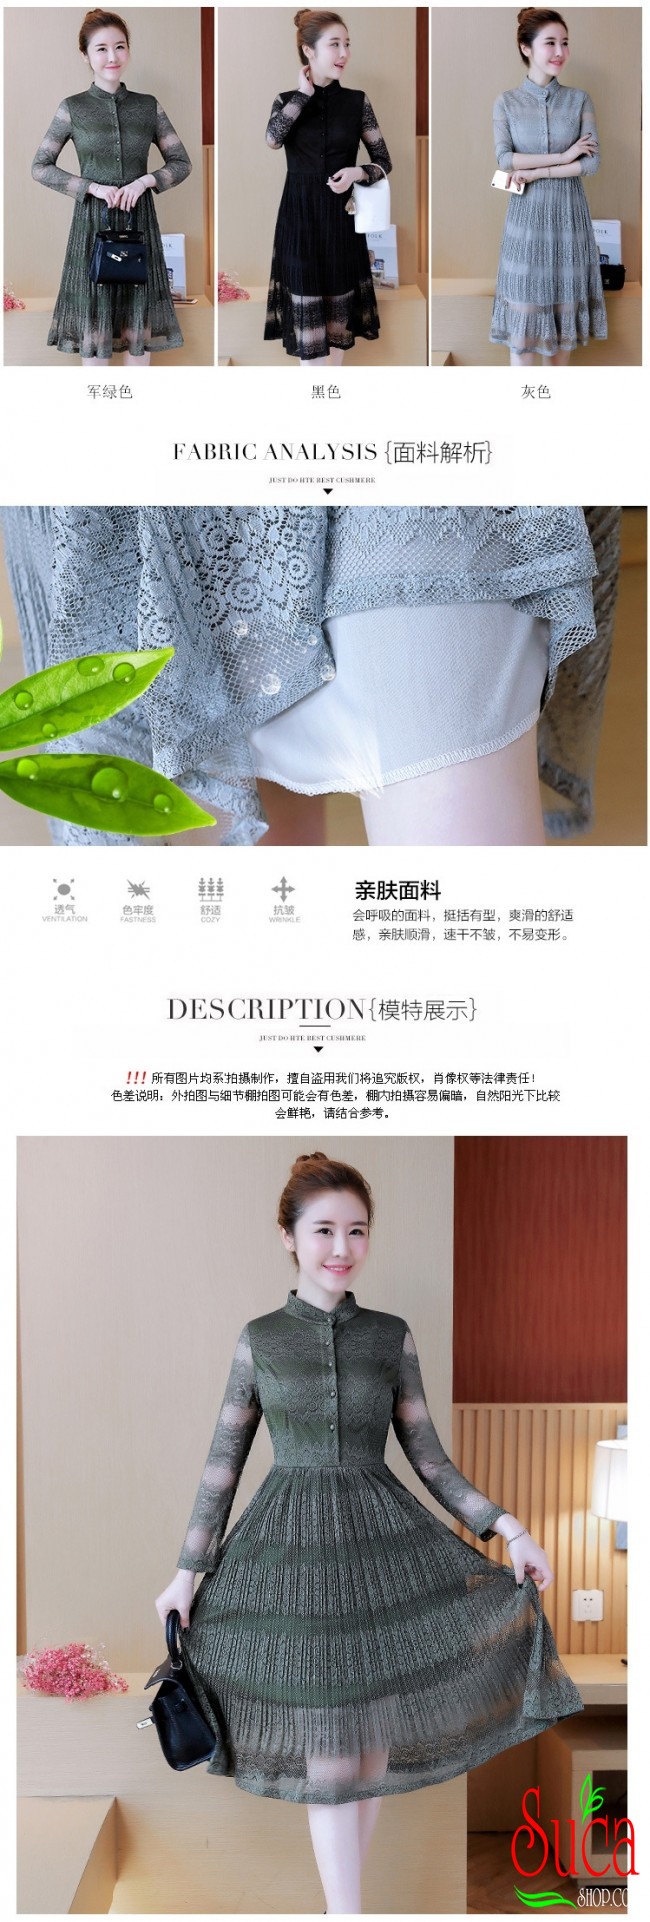 军绿色
黑色
灰色
FABRIC ANALYSIS {面料解析}
JUST DO HTE BEST CUSHMERE
透气
VENTILATION
色牢度
FASTNESS
舒适
COZY
抗皱
WRINKLE
亲肤面料
会呼吸的面料，挺括有型，爽滑的舒适
感，亲肤顺滑，速干不皱，不易变形。
DESCRIPTION{模特展示}
JUST DO HTE BEST CUSHMERE
!!! 所有图片均系拍摄制作，擅自盗用我们将追究版权，肖像权等法律责任！
色差说明：外拍图与细节棚拍图可能会有色差，棚内拍摄容易偏暗，自然阳光下比较
会鲜艳，请结合参考。
Suca
SHOP.CO